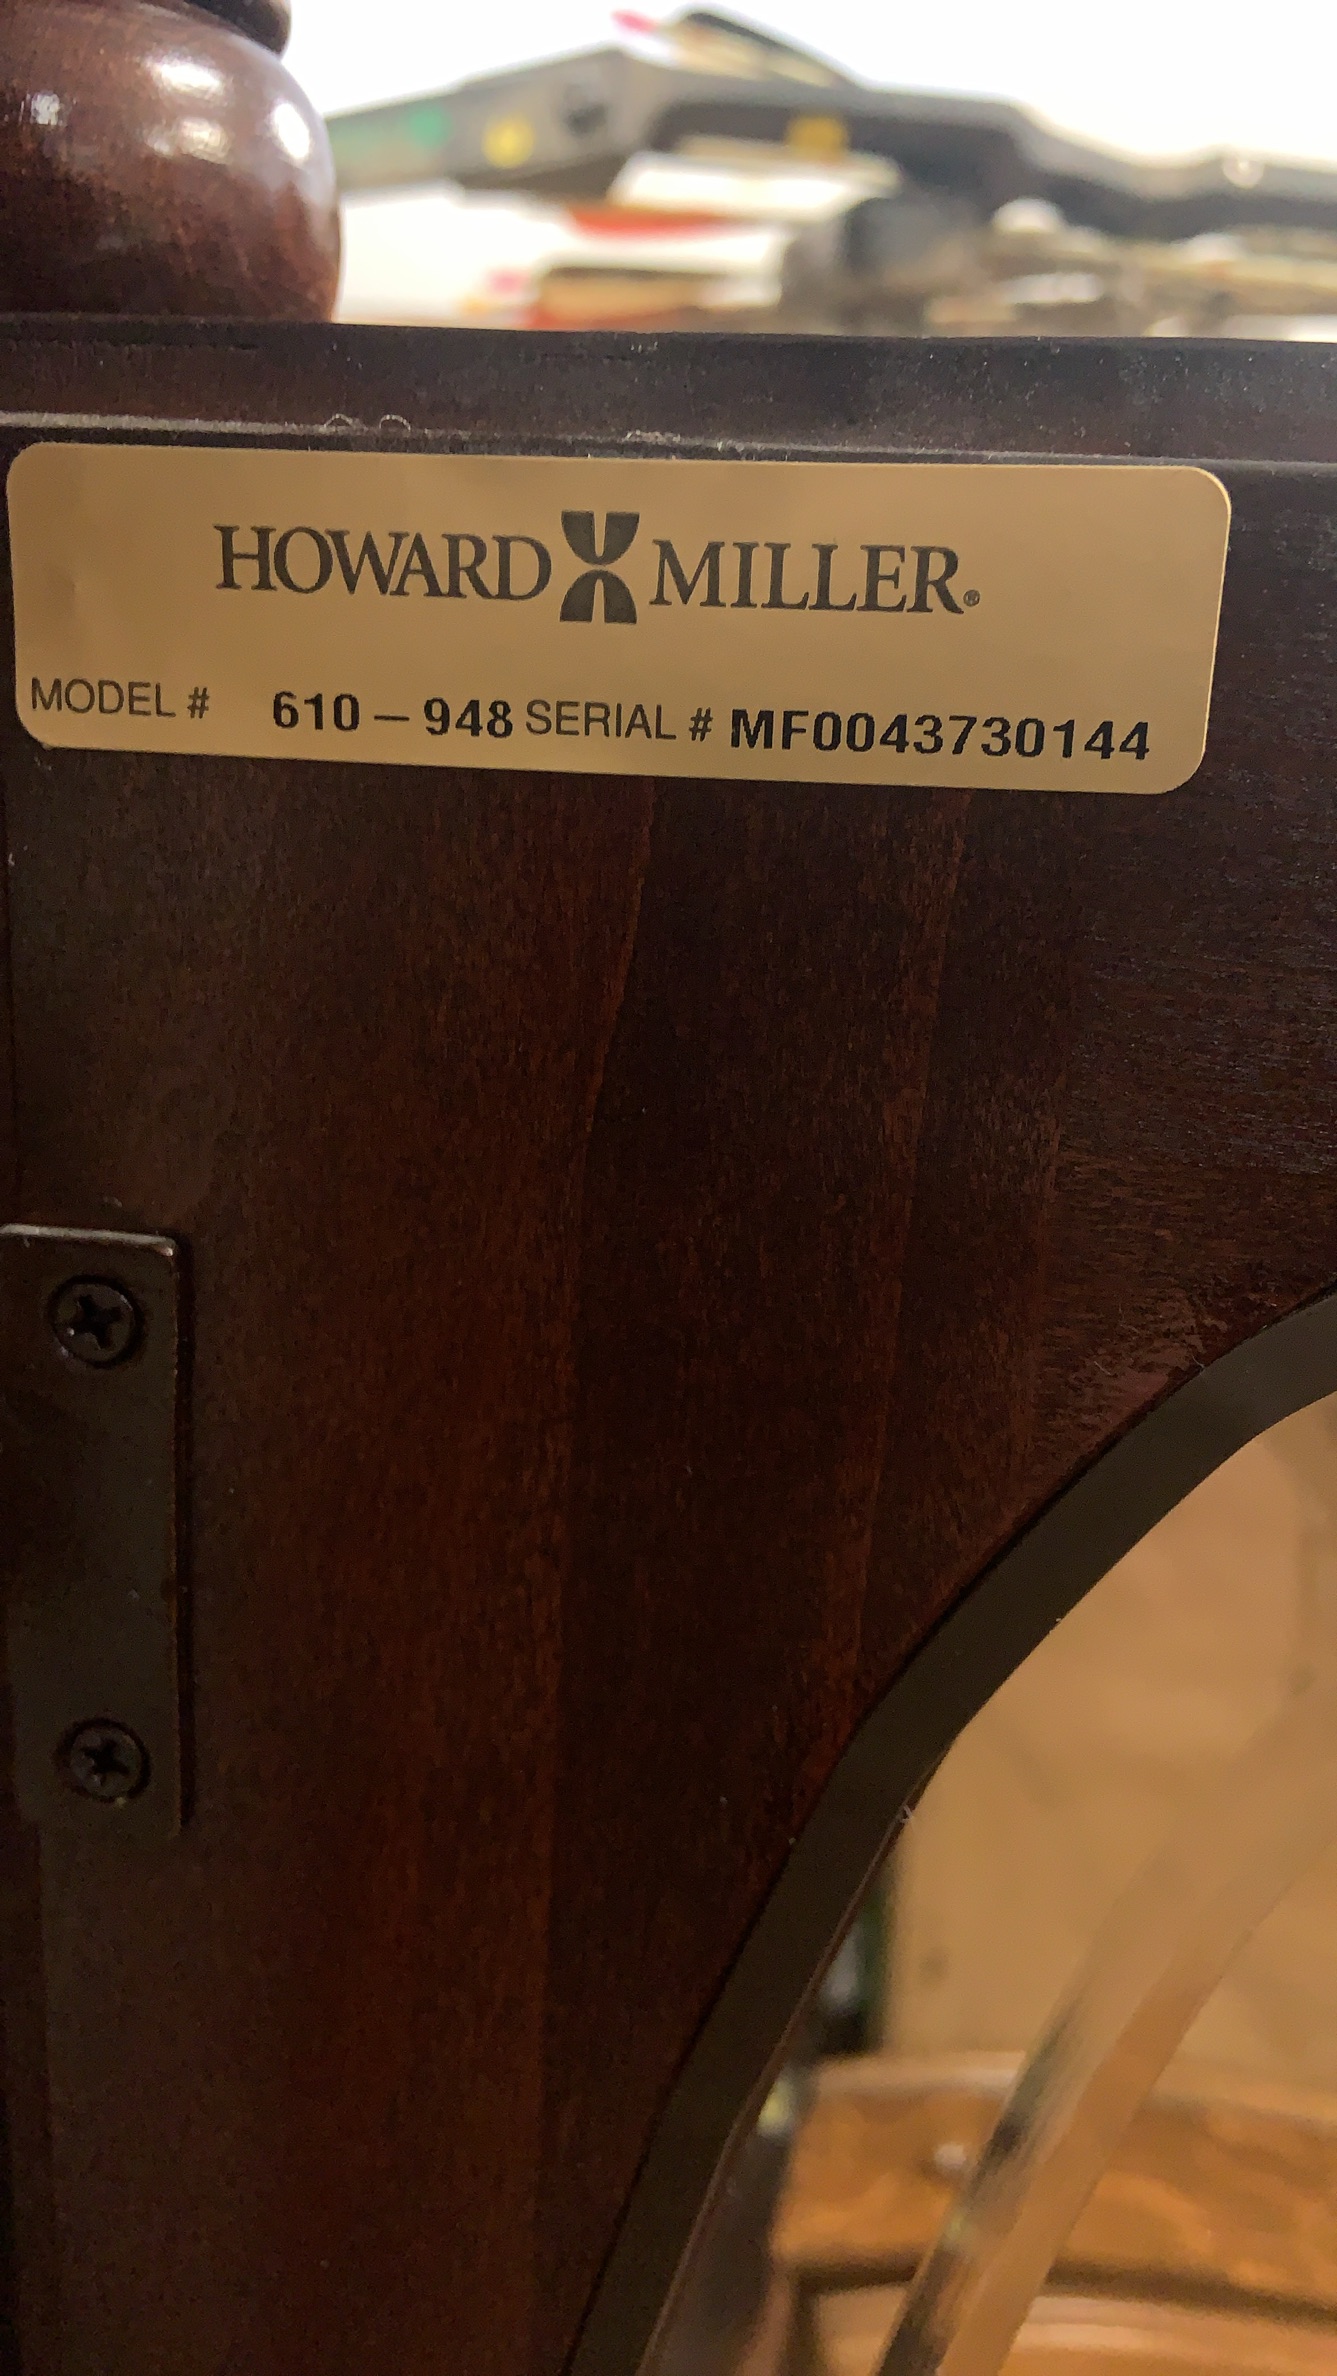 HOWARD MILLER®
MODEL # 610-948 SERIAL # MF0043730144